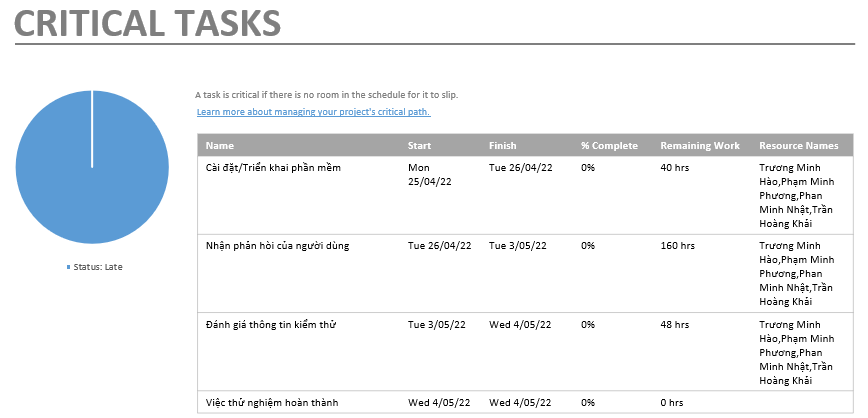 CRITICAL TASKS
A task is critical if there is no room in the schedule for it to slip.
Learn more about managing your project's critical path.
Status: Late
Name Start Finish % Complete Remaining Work Resource Names
Cài đặt/Triển khai phần mềm Mon 25/04/22 Tue 26/04/22 0% 40 hrs Trương Minh Hào,Phạm Minh Phương,Phan Minh Nhật,Trần Hoàng Khải
Nhận phản hồi của người dùng Tue 26/04/22 Tue 3/05/22 0% 160 hrs Trương Minh Hào,Phạm Minh Phương,Phan Minh Nhật,Trần Hoàng Khải
Đánh giá thông tin kiểm thử Tue 3/05/22 Wed 4/05/22 0% 48 hrs Trương Minh Hào,Phạm Minh Phương,Phan Minh Nhật,Trần Hoàng Khải
Việc thử nghiệm hoàn thành Wed 4/05/22 Wed 4/05/22 0% 0 hrs